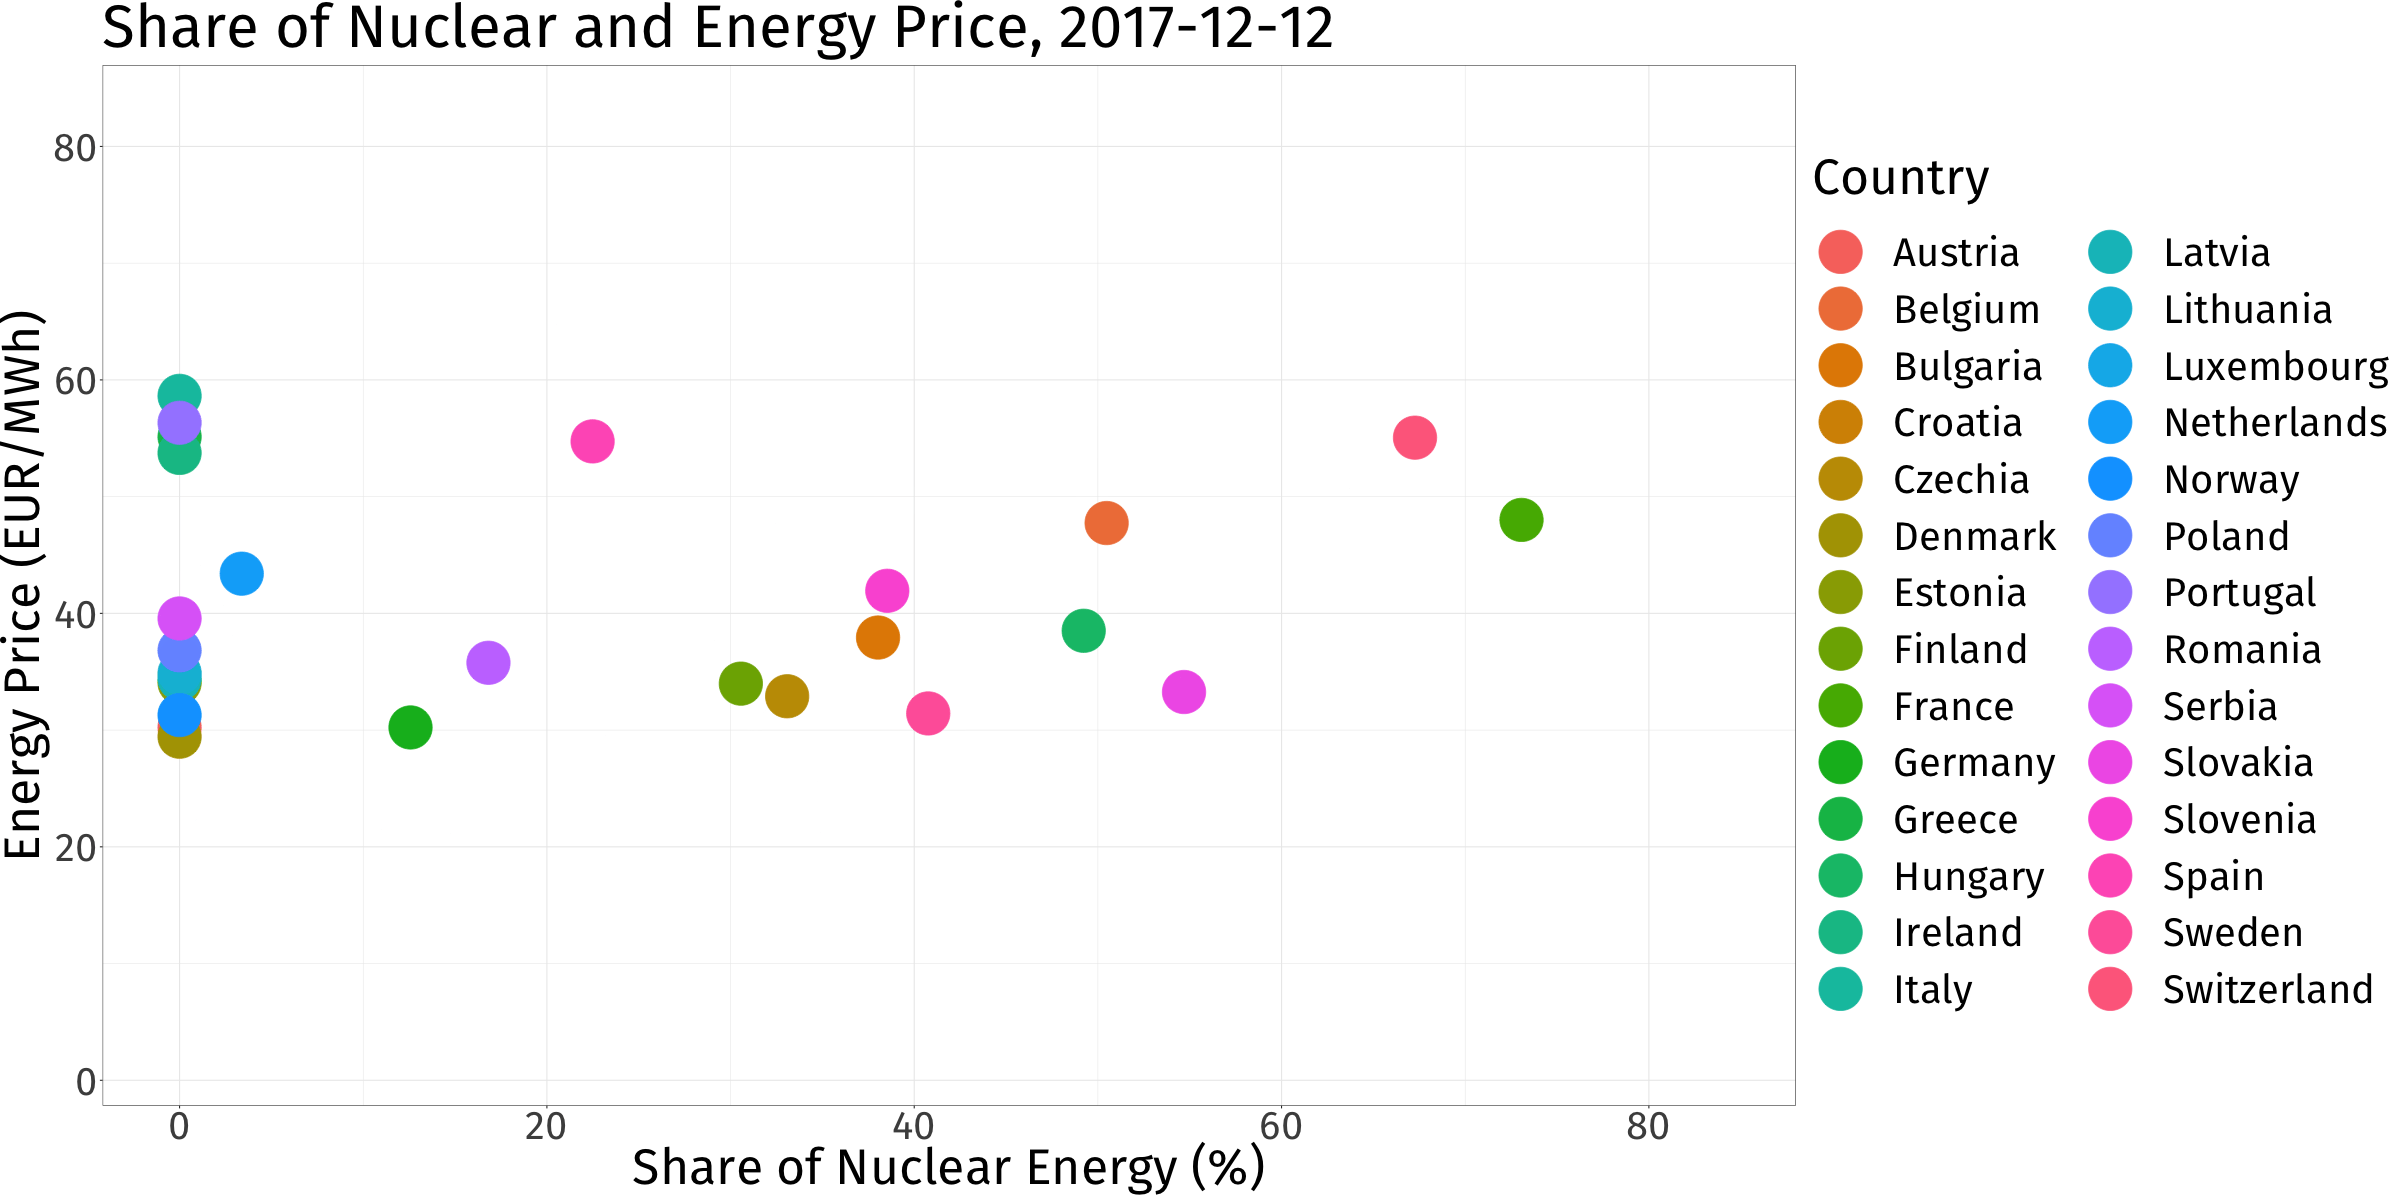 Share of Nuclear and Energy Price, 2017-12-12
80
60
40
20
0
Energy Price (EUR/MWh)
0 20 40 60 80
Share of Nuclear Energy (%)
Country
Austria
Belgium
Bulgaria
Croatia
Czechia
Denmark
Estonia
Finland
France
Germany
Greece
Hungary
Ireland
Italy
Latvia
Lithuania
Luxembourg
Netherlands
Norway
Poland
Portugal
Romania
Serbia
Slovakia
Slovenia
Spain
Sweden
Switzerland